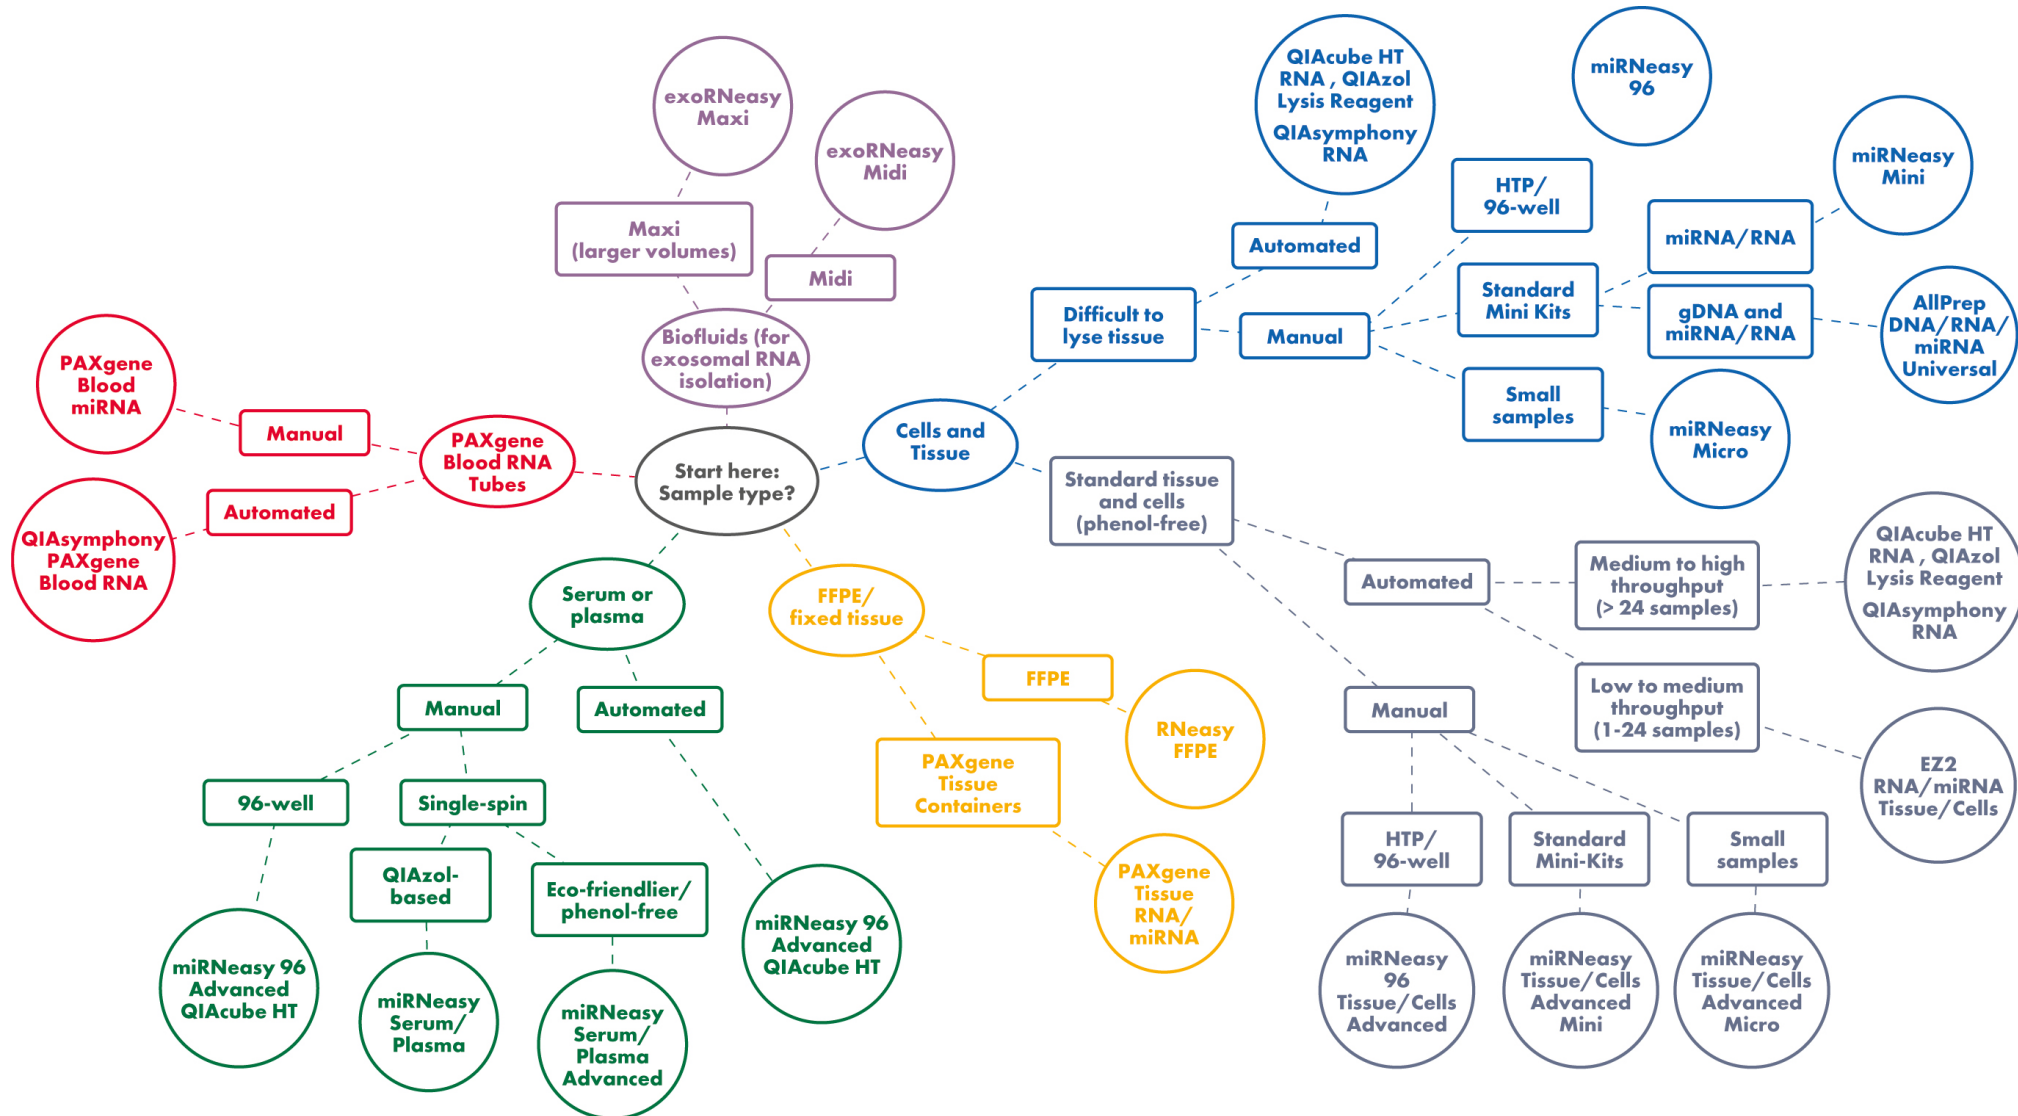 exoRNeasy
Maxi
exoRNeasy
Midi
Maxi
(larger volumes)
Midi
Biofluids (for
exosomal RNA
isolation)
QIAcube HT
RNA , QIAzol
Lysis Reagent
QIAsymphony
RNA
miRNeasy
96
miRNeasy
Mini
HTP/
96-well
Automated
miRNA/RNA
Difficult to
lyse tissue
Manual
Standard
Mini Kits
gDNA and
miRNA/RNA
AllPrep
DNA/RNA/
miRNA
Universal
Small
samples
miRNeasy
Micro
PAXgene
Blood
miRNA
Manual
PAXgene
Blood RNA
Tubes
Automated
QIAsymphony
PAXgene
Blood RNA
Start here:
Sample type?
Cells and
Tissue
Standard tissue
and cells
(phenol-free)
Automated
Medium to high
throughput
(> 24 samples)
QIAcube HT
RNA , QIAzol
Lysis Reagent
QIAsymphony
RNA
Low to medium
throughput
(1-24 samples)
EZ2
RNA/miRNA
Tissue/Cells
Manual
HTP/
96-well
Standard
Mini-Kits
Small
samples
miRNeasy
96
Tissue/Cells
Advanced
miRNeasy
Tissue/Cells
Advanced
Mini
miRNeasy
Tissue/Cells
Advanced
Micro
Serum or
plasma
Manual
Automated
96-well
Single-spin
QIAzol-
based
Eco-friendlier/
phenol-free
miRNeasy 96
Advanced
QIAcube HT
miRNeasy
Serum/
Plasma
miRNeasy
Serum/
Plasma
Advanced
miRNeasy 96
Advanced
QIAcube HT
FFPE/
fixed tissue
FFPE
RNeasy
FFPE
PAXgene
Tissue
Containers
PAXgene
Tissue
RNA/
miRNA